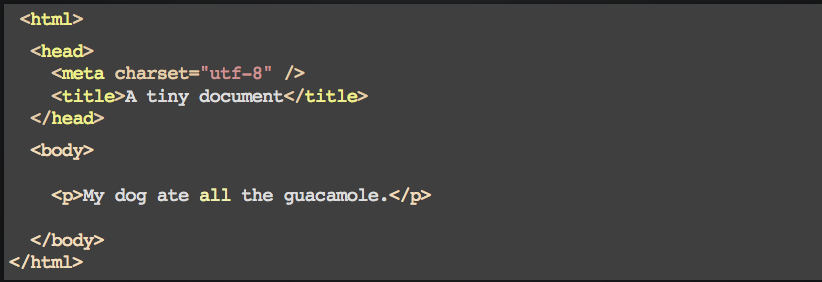 <html>
<head>
<meta charset="utf-8" />
<title>A tiny document</title>
</head>
<body>
<p>My dog ate all the guacamole.</p>
</body>
</html>